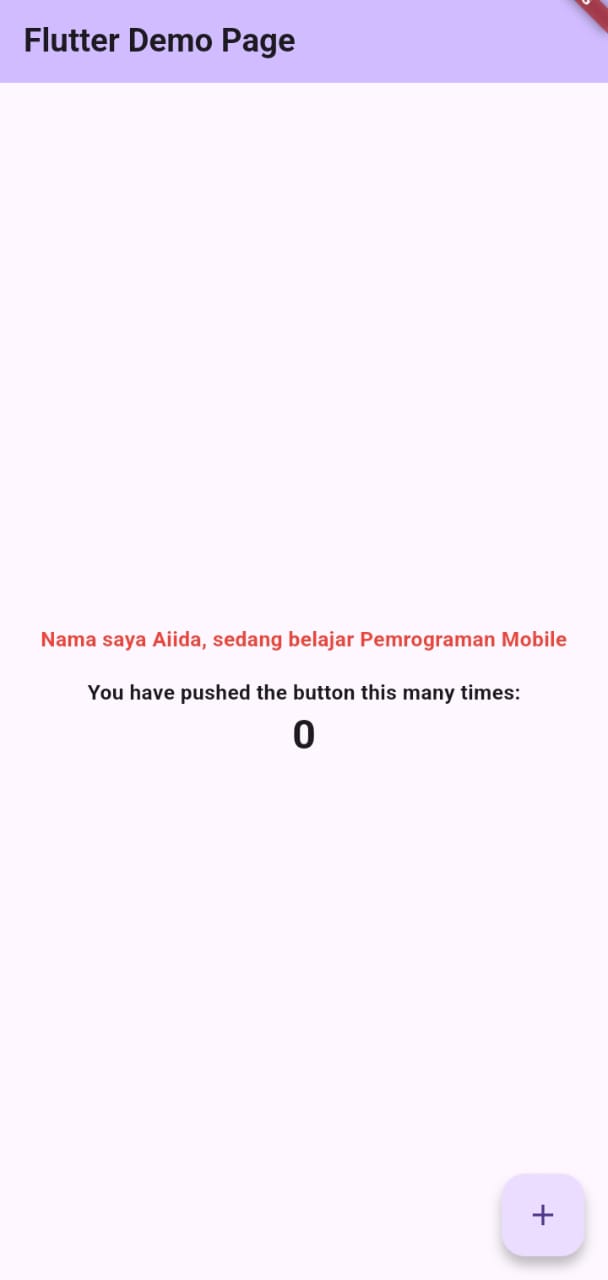 Flutter Demo Page
Nama saya Aiida, sedang belajar Pemrograman Mobile
You have pushed the button this many times:
0